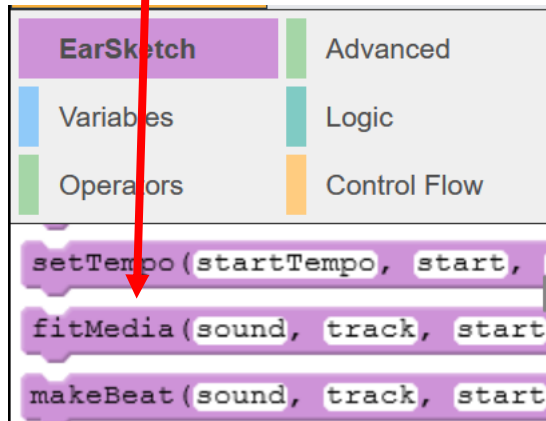 EarSketch Advanced
Variables Logic
Operators Control Flow
setTempo(startTempo, start,
fitMedia(sound, track, start
makeBeat(sound, track, start